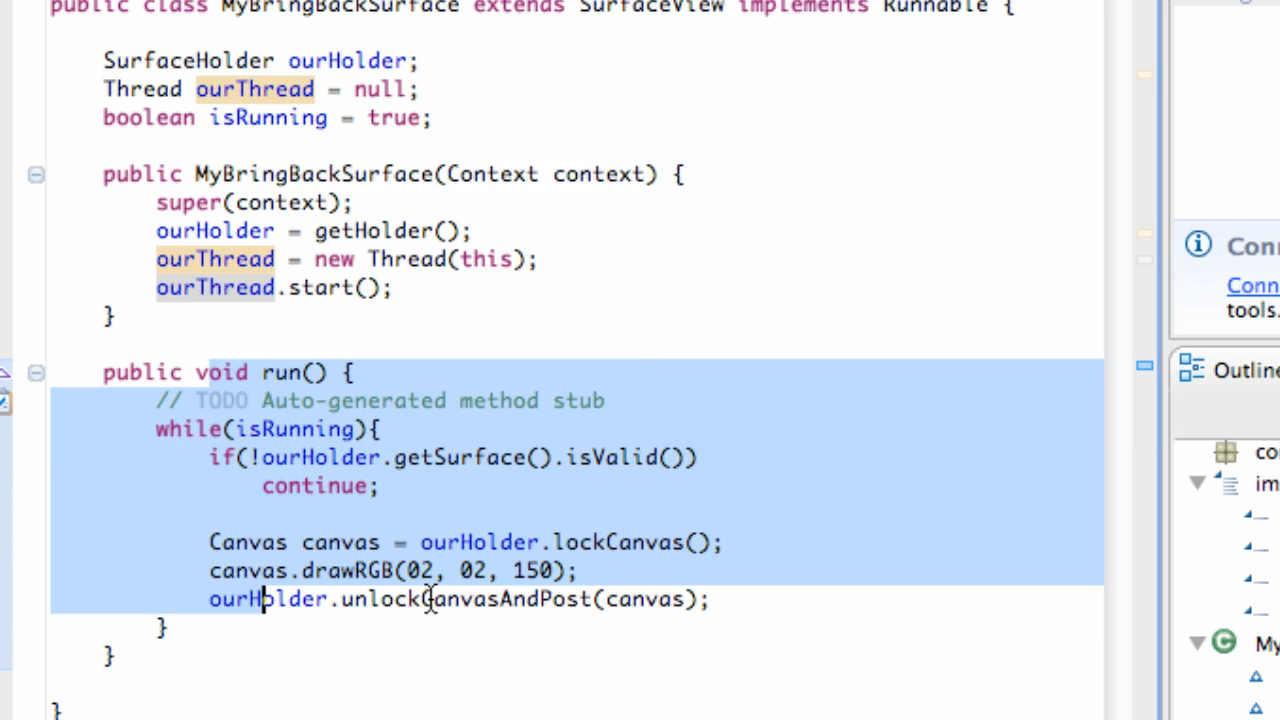 public class MyBringBackSurface extends SurfaceView implements Runnable {
SurfaceHolder ourHolder;
Thread ourThread = null;
boolean isRunning = true;
public MyBringBackSurface(Context context) {
super(context);
ourHolder = getHolder();
ourThread = new Thread(this);
ourThread.start();
}
public void run() {
// TODO Auto-generated method stub
while(isRunning){
if(!ourHolder.getSurface().isValid())
continue;
Canvas canvas = ourHolder.lockCanvas();
canvas.drawRGB(02, 02, 150);
ourHolder.unlockCanvasAndPost(canvas);
}
}
}
Conn
tools.
Outline
im
My